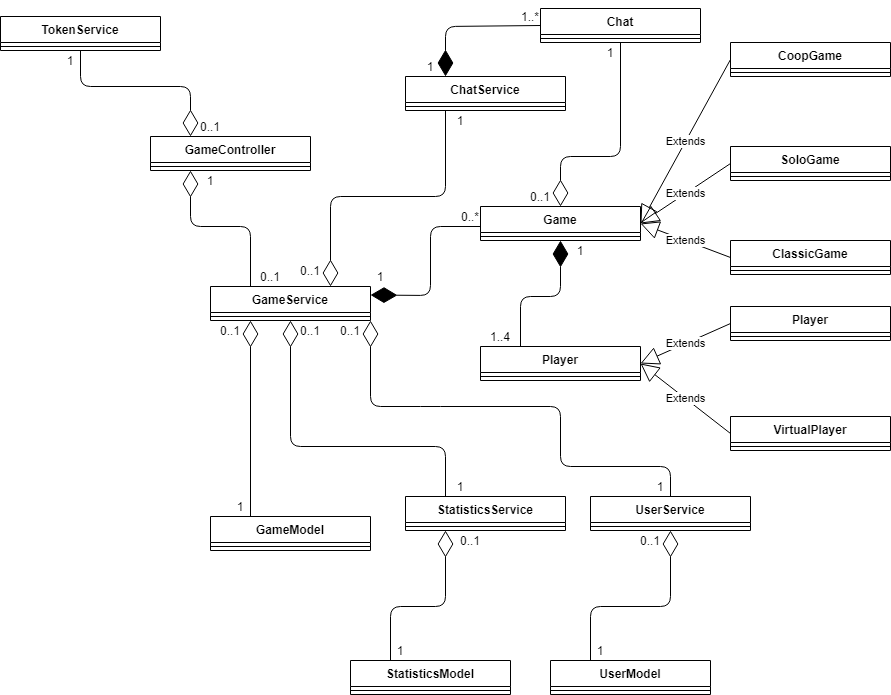 TokenService
1
0..1
GameController
1
0..1
Chat
1..*
1
1
ChatService
1
0..1
CoopGame
Extends
SoloGame
Extends
ClassicGame
Extends
0..1
Game
0..*
1
1
GameService
0..1
0..1
0..1
1..4
Player
Player
Extends
VirtualPlayer
Extends
1
GameModel
1
StatisticsService
0..1
1
UserService
0..1
1
StatisticsModel
1
UserModel